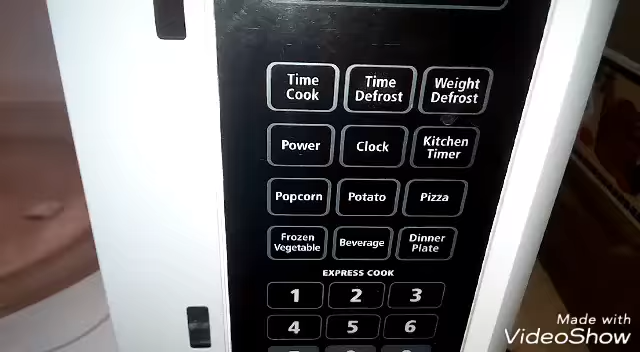 Time Cook
Time Defrost
Weight Defrost
Power
Clock
Kitchen Timer
Popcorn
Potato
Pizza
Frozen Vegetable
Beverage
Dinner Plate
EXPRESS COOK
1 2 3
4 5 6
Made with
VideoShow